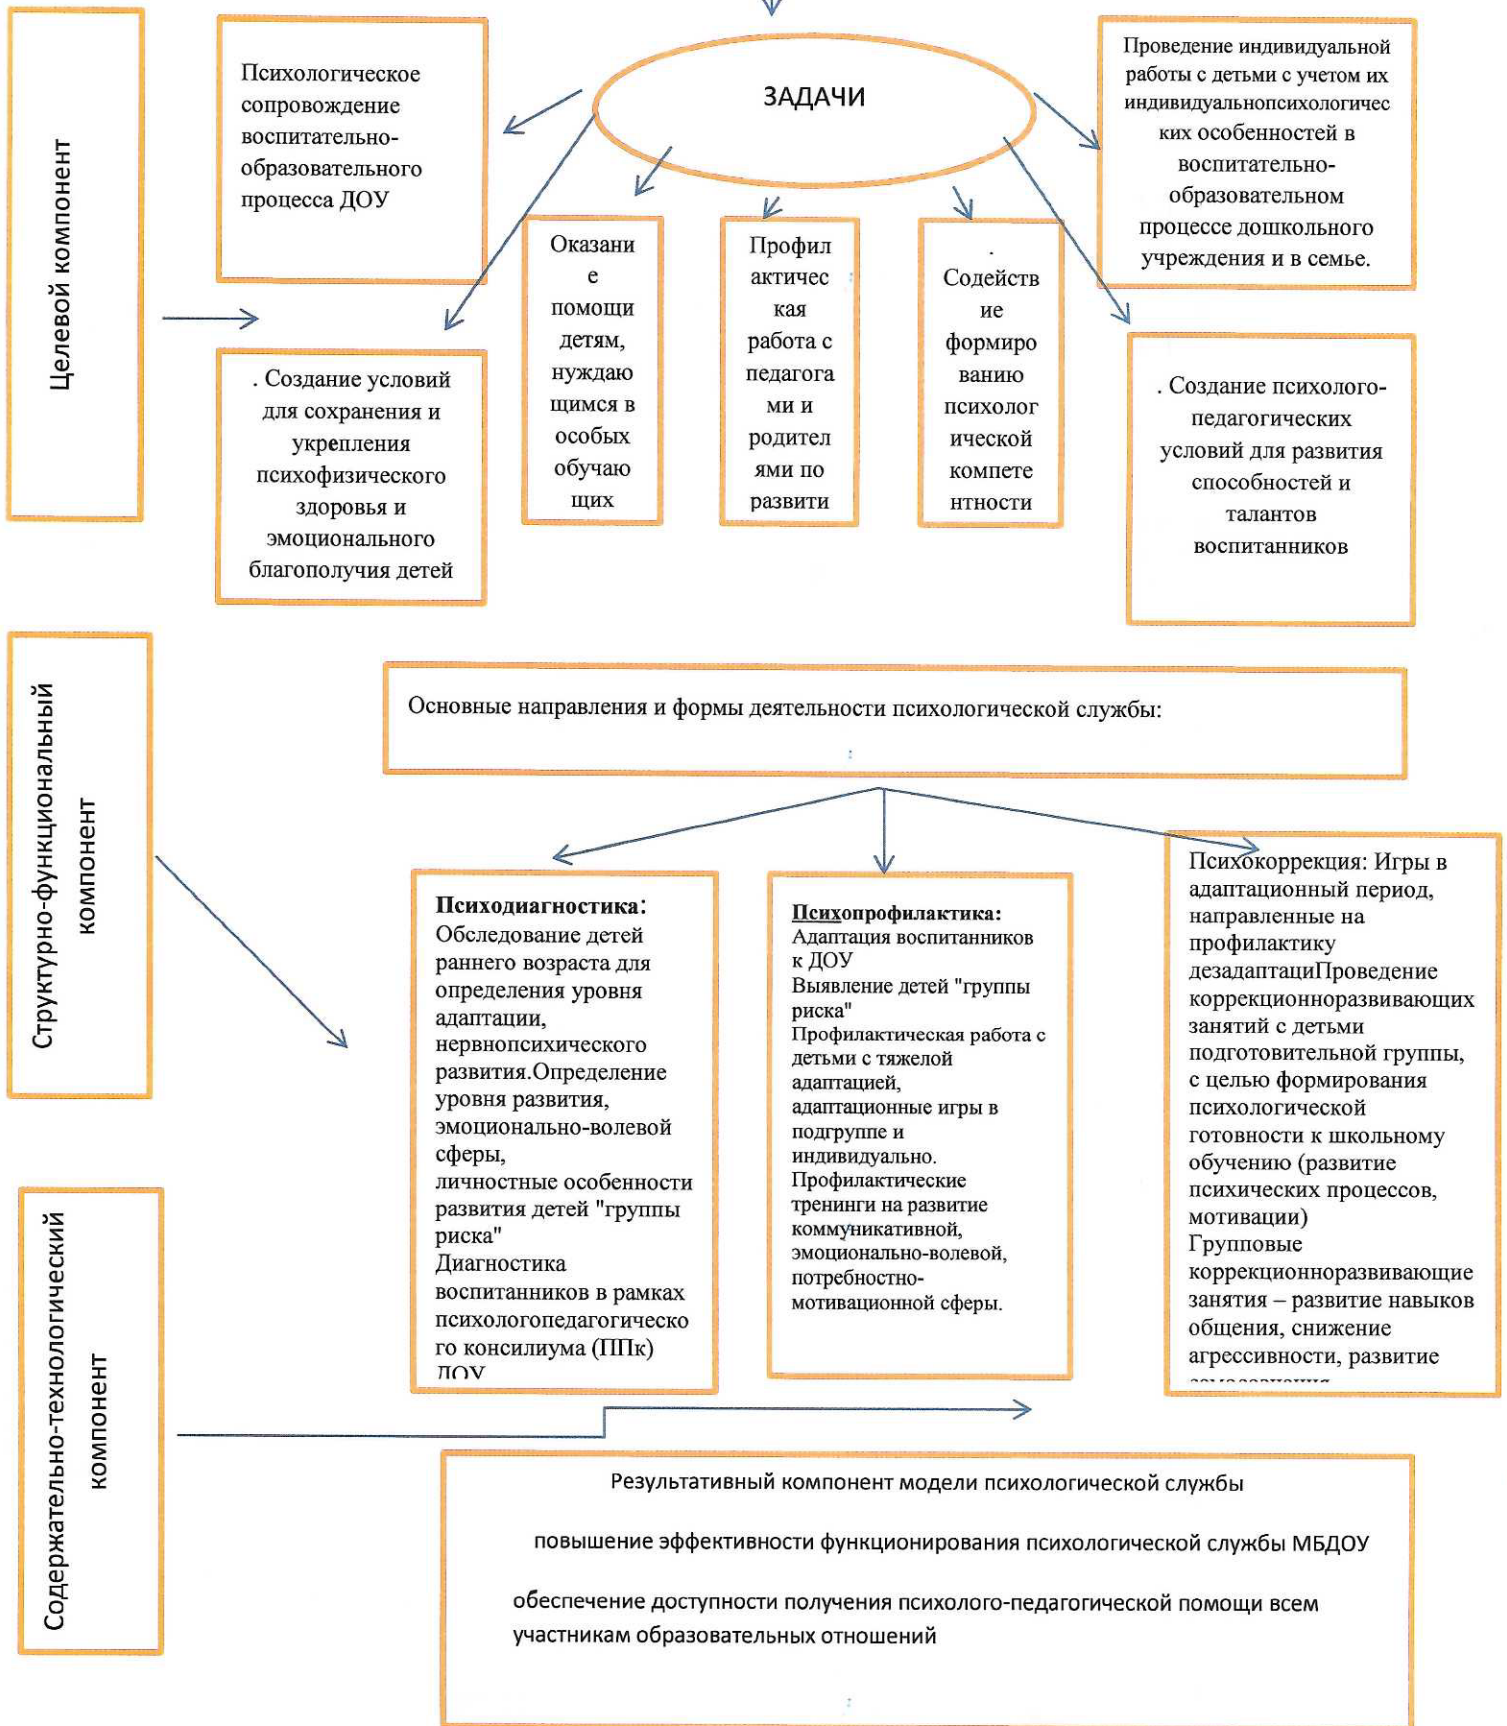 Целевой компонент
Психологическое
сопровождение
воспитательно-
образовательного
процесса ДОУ
ЗАДАЧИ
Проведение индивидуальной
работы с детьми с учетом их
индивидуальнопсихологичес
ких особенностей в
воспитательно-
образовательном
процессе дошкольного
учреждения и в семье.
. Создание условий
для сохранения и
укрепления
психофизического
здоровья и
эмоционального
благополучия детей
Оказани
е
помощи
детям,
нуждаю
щимся в
особых
обучаю
щих
Профил
актичес
кая
работа с
педагога
ми и
родител
ями по
развити
.
Содейств
ие
формиро
ванию
психолог
ической
компете
нтности
. Создание психолого-
педагогических
условий для развития
способностей и
талантов
воспитанников
Структурно-функциональный
компонент
Основные направления и формы деятельности психологической службы:
Психодиагностика:
Обследование детей
раннего возраста для
определения уровня
адаптации,
нервнопсихического
развития.Определение
уровня развития,
эмоционально-волевой
сферы,
личностные особенности
развития детей "группы
риска"
Диагностика
воспитанников в рамках
психологопедагогическо
го консилиума (ППк)
ДОУ
Психопрофилактика:
Адаптация воспитанников
к ДОУ
Выявление детей "группы
риска"
Профилактическая работа с
детьми с тяжелой
адаптацией,
адаптационные игры в
подгруппе и
индивидуально.
Профилактические
тренинги на развитие
коммуникативной,
эмоционально-волевой,
потребностно-
мотивационной сферы.
Психокоррекция: Игры в
адаптационный период,
направленные на
профилактику
дезадаптациПроведение
коррекционноразвивающих
занятий с детьми
подготовительной группы,
с целью формирования
психологической
готовности к школьному
обучению (развитие
психических процессов,
мотивации)
Групповые
коррекционноразвивающие
занятия – развитие навыков
общения, снижение
агрессивности, развитие
Содержательно-технологический
компонент
Результативный компонент модели психологической службы
повышение эффективности функционирования психологической службы МБДОУ
обеспечение доступности получения психолого-педагогической помощи всем
участникам образовательных отношений